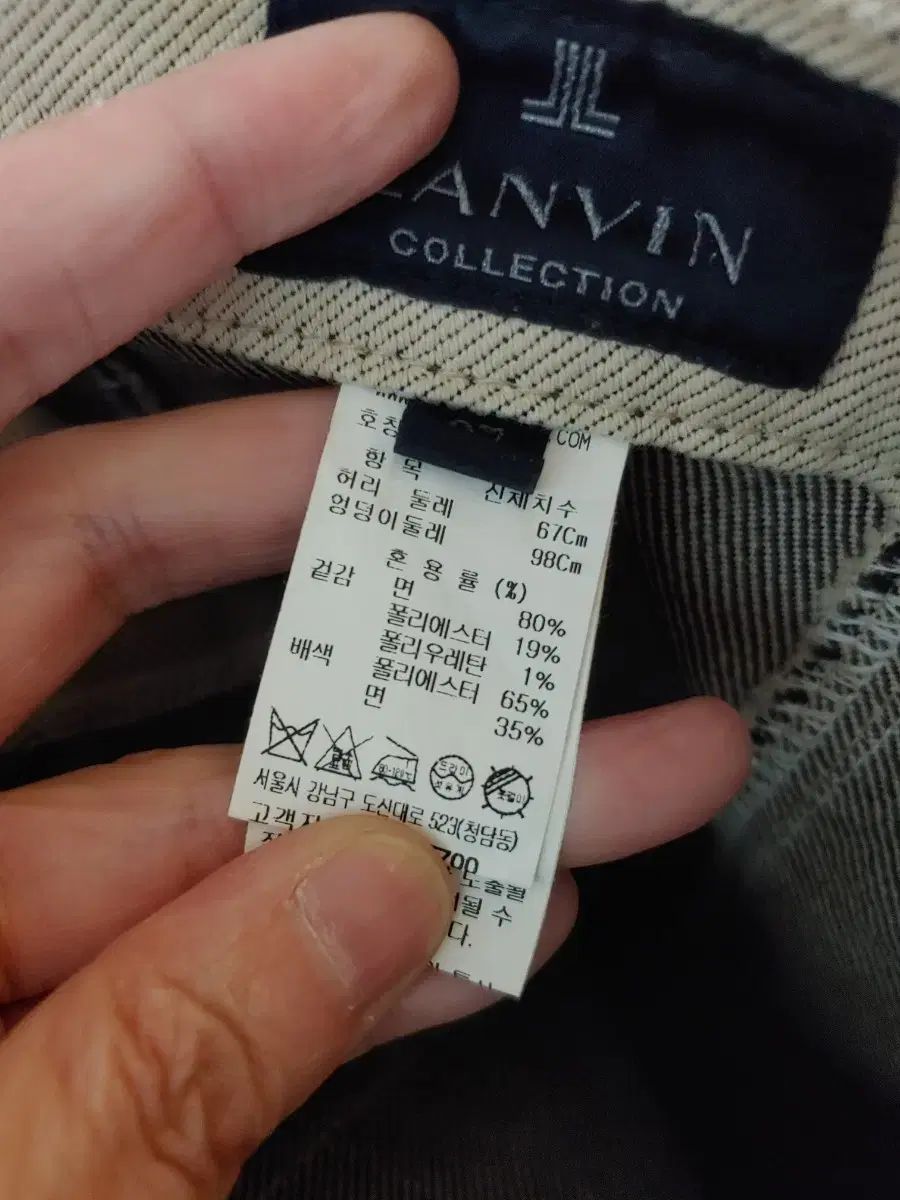 LANVIN
COLLECTION
.COM
호칭
항 목 신체치수
허리 둘레 67Cm
엉덩이둘레 98Cm
혼 용 률 (%)
겉감 면 80%
폴리에스터 19%
폴리우레탄 1%
배색 폴리에스터 65%
면 35%
드라이
서울시 강남구 도산대로 523(청담동)
고객
수
다.